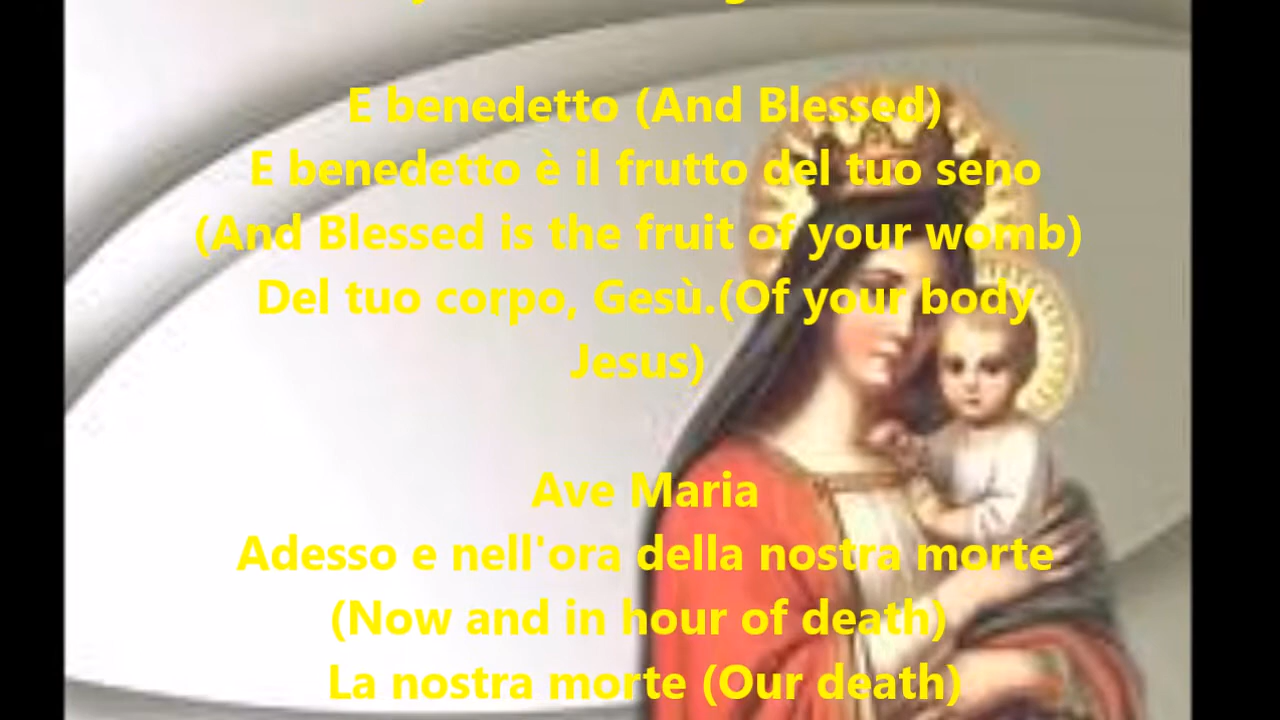 E benedetto (And Blessed)
E benedetto è il frutto del tuo seno
(And Blessed is the fruit of your womb)
Del tuo corpo, Gesù.(Of your body
Jesus)
Ave Maria
Adesso e nell'ora della nostra morte
(Now and in hour of death)
La nostra morte (Our death)